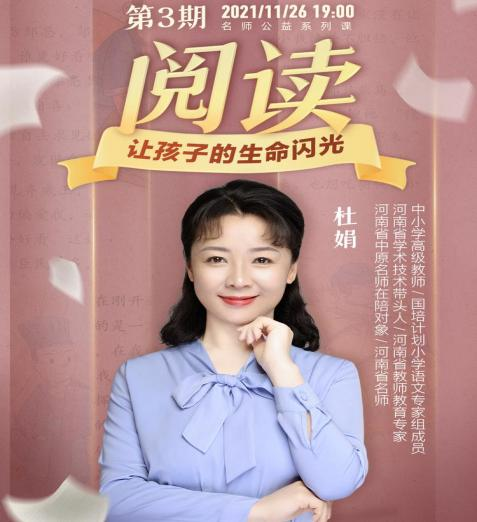 第3期
2021/11/26 19:00
名师公益系列课
阅读
让孩子的生命闪光
杜娟
中小学高级教师/国培计划小学语文专家组成员
河南省学术技术带头人/河南省教师教育专家
河南省中原名师在陪对象/河南省名师